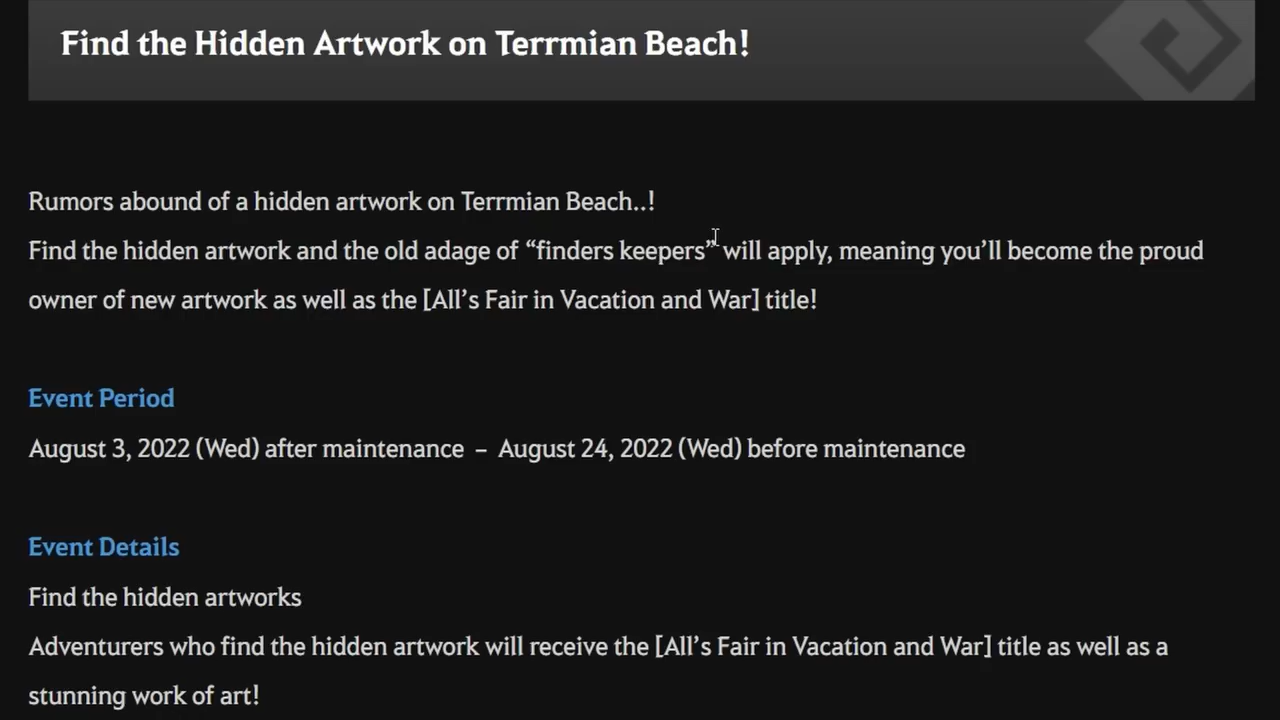 Find the Hidden Artwork on Terrmian Beach!
Rumors abound of a hidden artwork on Terrmian Beach..!
Find the hidden artwork and the old adage of “finders keepers” will apply, meaning you’ll become the proud
owner of new artwork as well as the [All’s Fair in Vacation and War] title!
Event Period
August 3, 2022 (Wed) after maintenance – August 24, 2022 (Wed) before maintenance
Event Details
Find the hidden artworks
Adventurers who find the hidden artwork will receive the [All’s Fair in Vacation and War] title as well as a
stunning work of art!